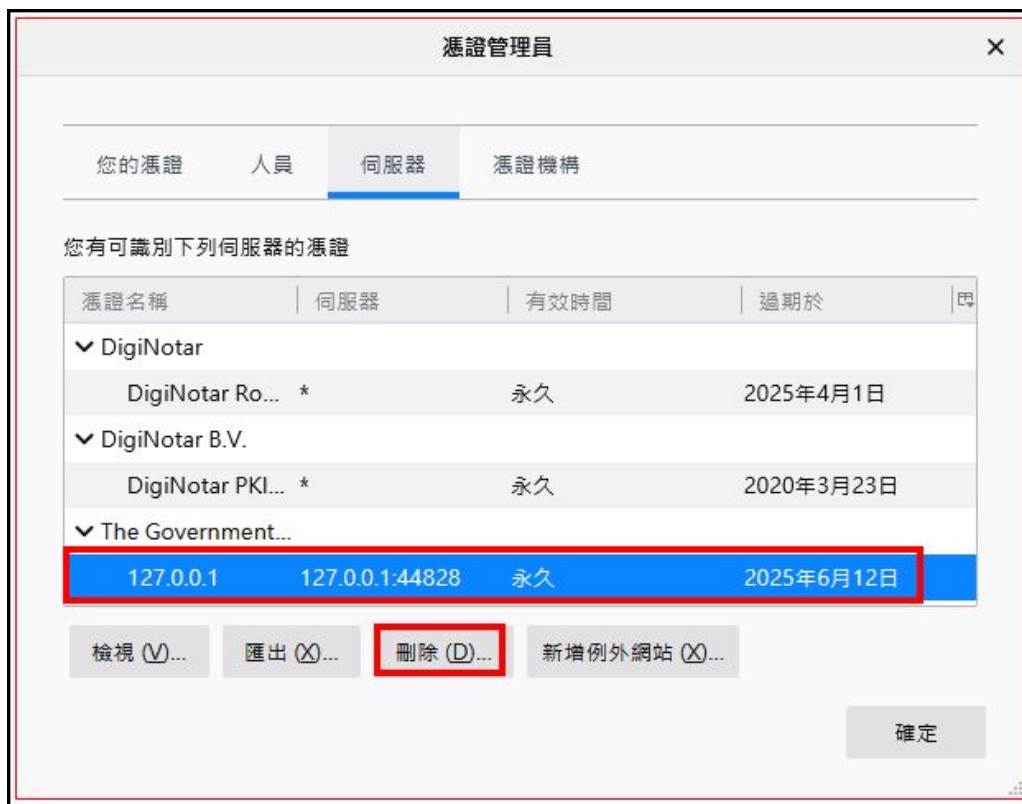 憑證管理員
您的憑證 人員 伺服器 憑證機構
您有可識別下列伺服器的憑證
憑證名稱 伺服器 有效時間 過期於
DigiNotar
DigiNotar Ro... * 永久 2025年4月1日
DigiNotar B.V.
DigiNotar PKI... * 永久 2020年3月23日
The Government...
127.0.0.1 127.0.0.1:44828 永久 2025年6月12日
檢視 (V)... 匯出 (X)... 刪除 (D)... 新增例外網站 (X)...
確定